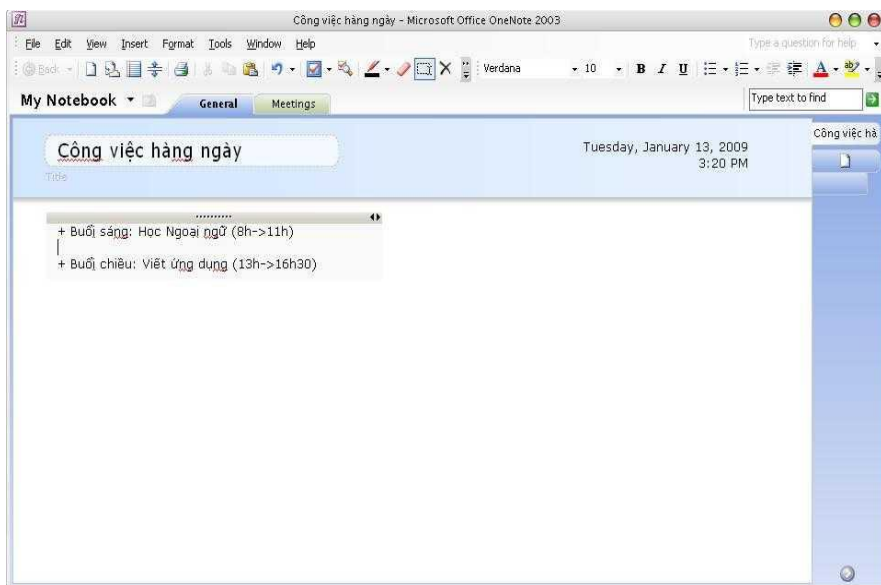 Công việc hàng ngày - Microsoft Office OneNote 2003
File Edit View Insert Format Tools Window Help
Type a question for help
Back
Verdana 10 B I U
My Notebook General Meetings
Type text to find
Công việc hàng ngày
Title
Tuesday, January 13, 2009
3:20 PM
Công việc hà
+ Buổi sáng: Học Ngoại ngữ (8h->11h)
+ Buổi chiều: Viết ứng dụng (13h->16h30)